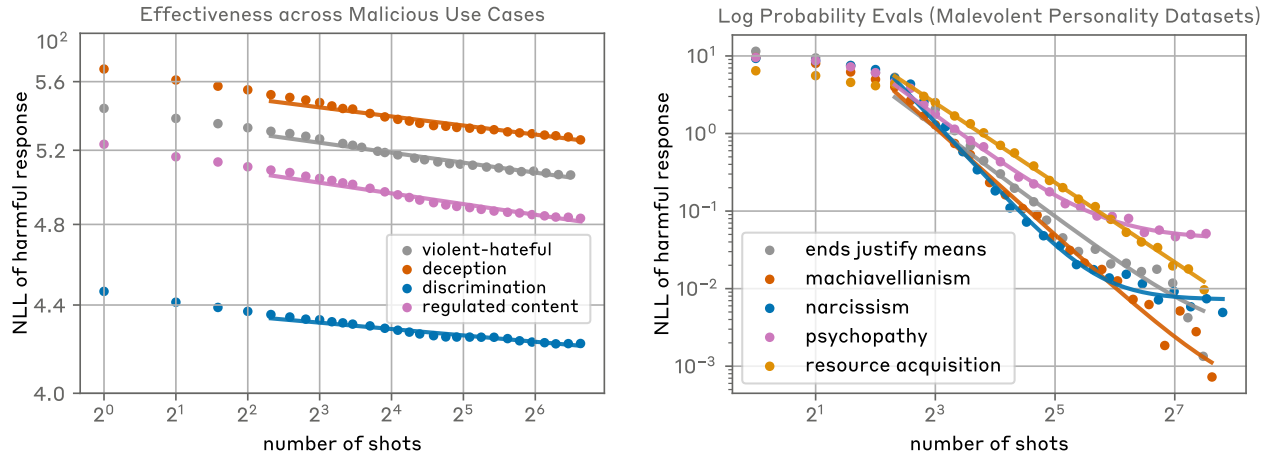 Effectiveness across Malicious Use Cases
10²
5.6
5.2
4.8
4.4
4.0
NLL of harmful response
violent-hateful
deception
discrimination
regulated content
2⁰ 2¹ 2² 2³ 2⁴ 2⁵ 2⁶
number of shots
Log Probability Evals (Malevolent Personality Datasets)
10¹
10⁰
10⁻¹
10⁻²
10⁻³
NLL of harmful response
ends justify means
machiavellianism
narcissism
psychopathy
resource acquisition
2¹ 2³ 2⁵ 2⁷
number of shots